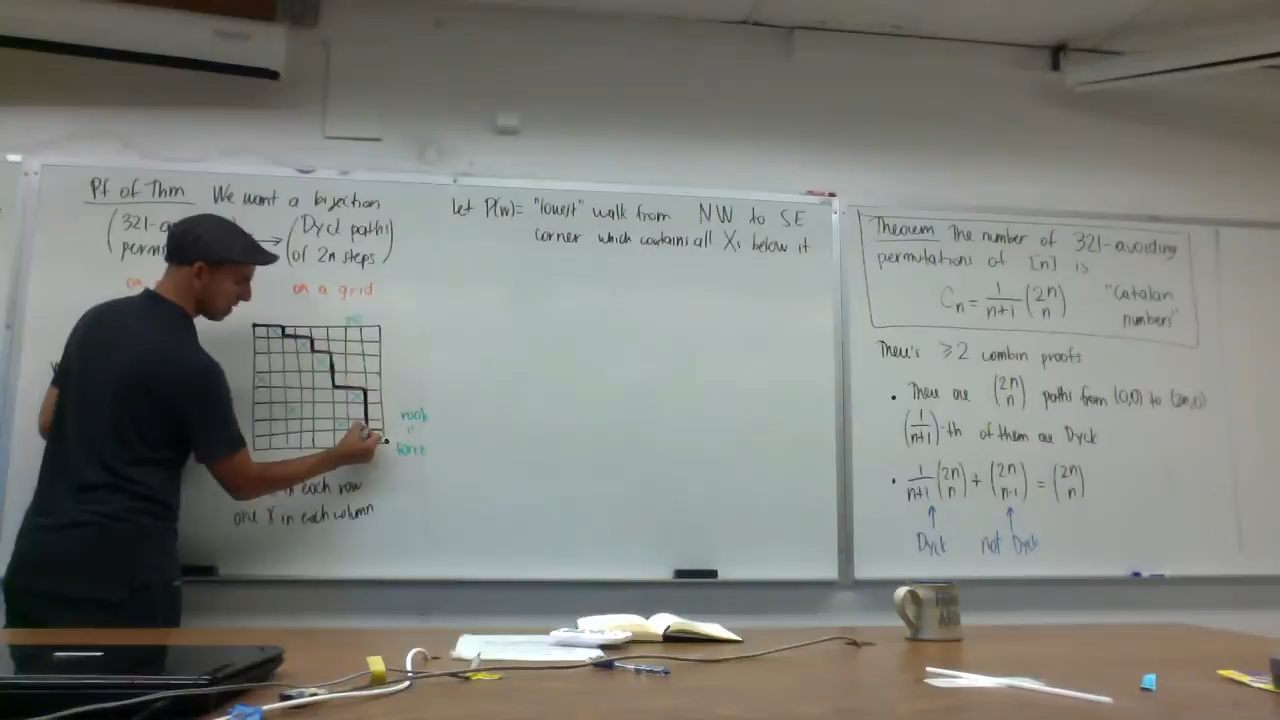 Pf of Thm We want a bijection
(321-a
perm
→ (Dyck paths
of 2n steps)
on a grid
rook
"
in each row
one X in each column
Let P(w) = "lowest" walk from NW to SE
corner which contains all Xs below it
Theorem The number of 321-avoiding
permutations of [n] is
Cn = 1/(n+1) (2n n) "Catalan
numbers"
There's ≥2 combin proofs
• There are (2n n) paths from (0,0) to (2n,0)
(1/(n+1))-th of them are Dyck
• 1/(n+1) (2n n) + (2n n-1) = (2n n)
↑ ↑
Dyck not Dyck